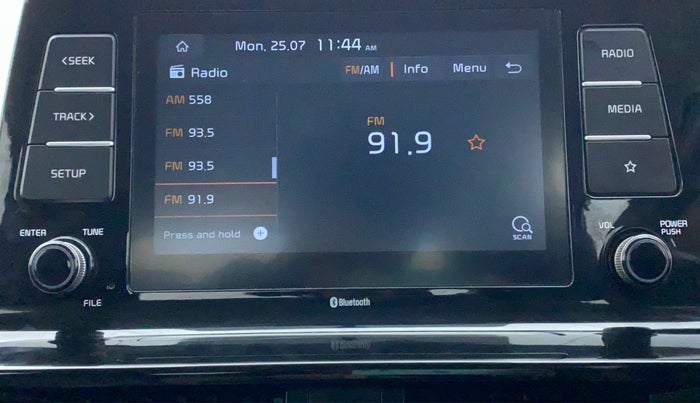 Mon, 25.07 11:44 AM
Radio FM/AM Info Menu
AM 558
FM 93.5
FM 93.5
FM 91.9
Press and hold
FM
91.9
SCAN
<SEEK
TRACK>
SETUP
ENTER TUNE
FILE
RADIO
MEDIA
VOL POWER
PUSH
Bluetooth